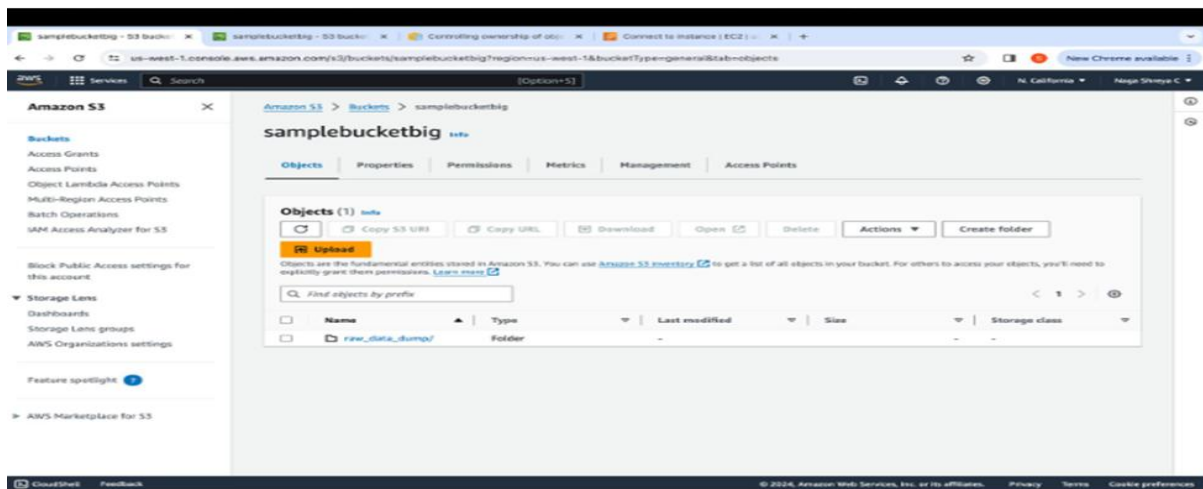 samplebucketbig - S3 bucket
samplebucketbig - S3 bucket
Controlling ownership of obje
Connect to instance | EC2 | u
us-west-1.console.aws.amazon.com/s3/buckets/samplebucketbig?region=us-west-1&bucketType=general&tab=objects
New Chrome available
aws Services Search [Option+S] N. California Naga Shreya C
Amazon S3
Buckets
Access Grants
Access Points
Object Lambda Access Points
Multi-Region Access Points
Batch Operations
IAM Access Analyzer for S3
Block Public Access settings for
this account
Storage Lens
Dashboards
Storage Lens groups
AWS Organizations settings
Feature spotlight 7
AWS Marketplace for S3
Amazon S3 > Buckets > samplebucketbig
samplebucketbig Info
Objects Properties Permissions Metrics Management Access Points
Objects (1) Info
Copy S3 URI Copy URL Download Open Delete Actions Create folder
Upload
Objects are the fundamental entities stored in Amazon S3. You can use Amazon S3 inventory to get a list of all objects in your bucket. For others to access your objects, you'll need to
explicitly grant them permissions. Learn more
Find objects by prefix
< 1 >
Name Type Last modified Size Storage class
raw_data_dump/ Folder - - -
CloudShell Feedback © 2024, Amazon Web Services, Inc. or its affiliates. Privacy Terms Cookie preferences